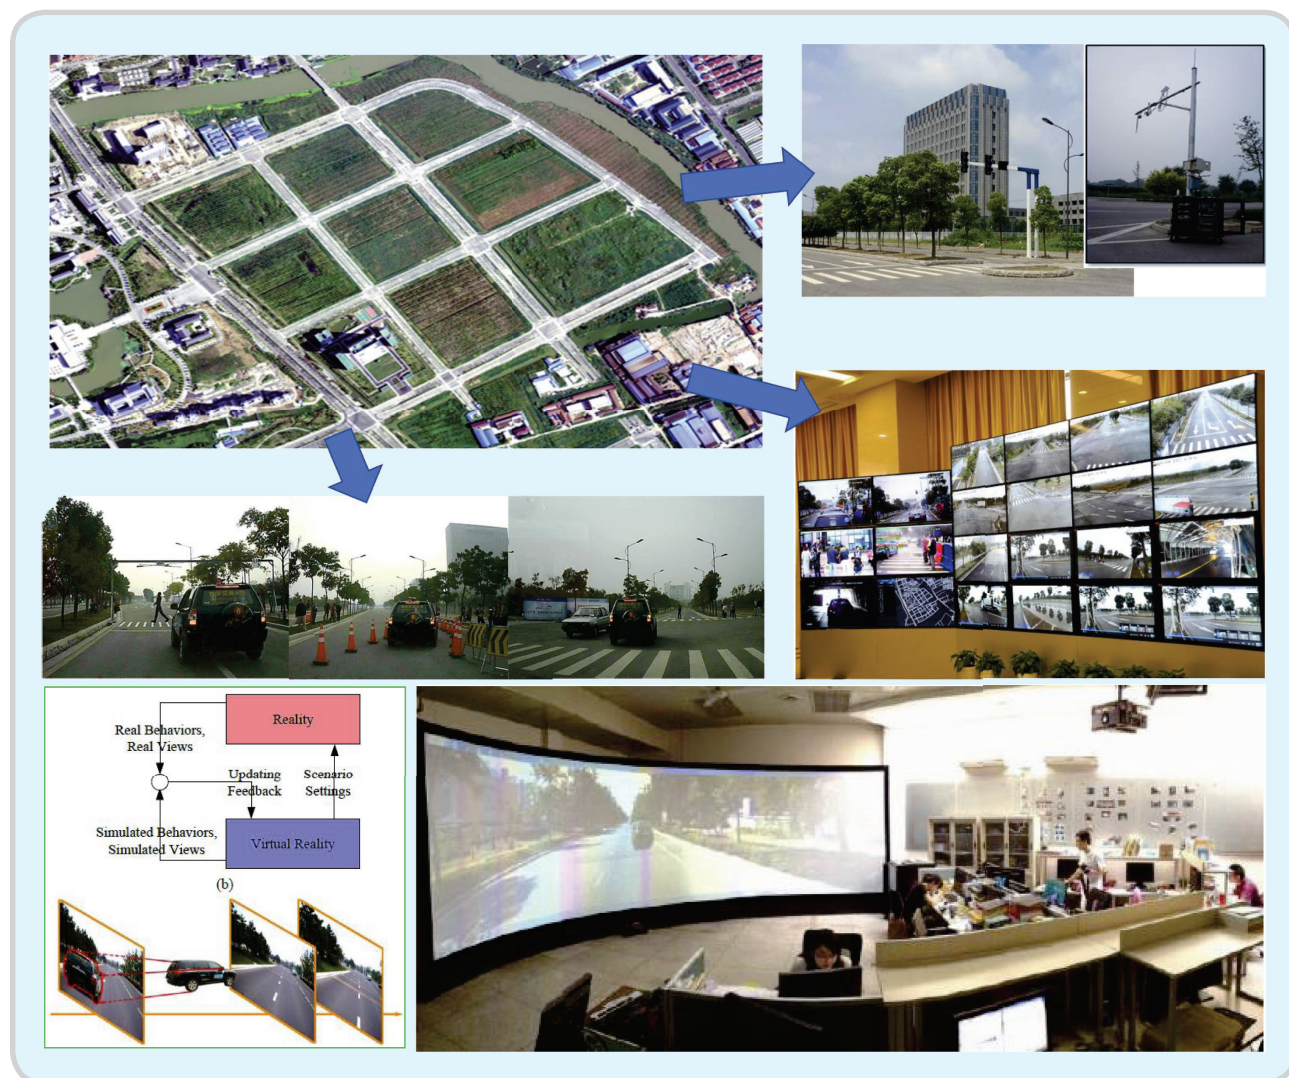 Reality
Real Behaviors,
Real Views
Updating
Feedback
Scenario
Settings
Simulated Behaviors,
Simulated Views
Virtual Reality
(b)